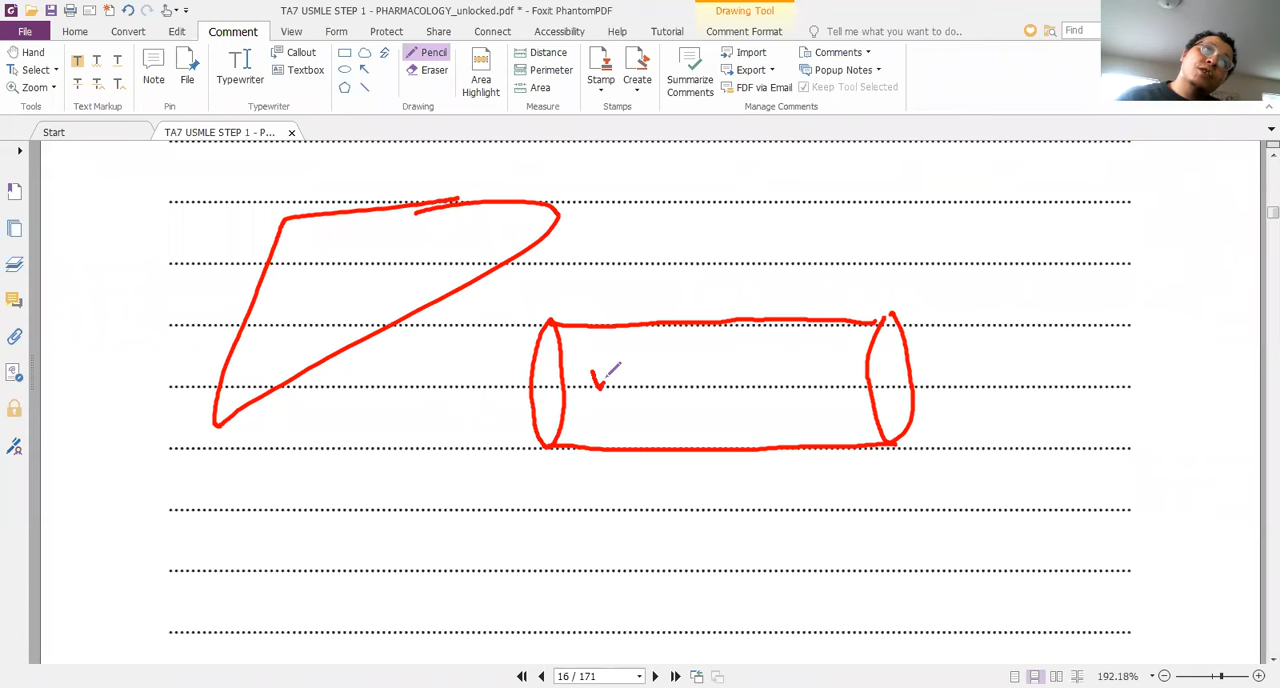 TA7 USMLE STEP 1 - PHARMACOLOGY_unlocked.pdf * - Foxit PhantomPDF
Drawing Tool
File Home Convert Edit Comment View Form Protect Share Connect Accessibility Help Tutorial Comment Format Tell me what you want to do.. Find
Hand
Select
Zoom
Tools
Text Markup
Note
File
Pin
Typewriter
Callout
Textbox
Typewriter
Pencil
Eraser
Drawing
Area Highlight
Distance
Perimeter
Area
Measure
Stamp
Create
Stamps
Summarize Comments
Import
Export
FDF via Email
Comments
Popup Notes
Keep Tool Selected
Manage Comments
Start
TA7 USMLE STEP 1 - P...
16 / 171
192.18%